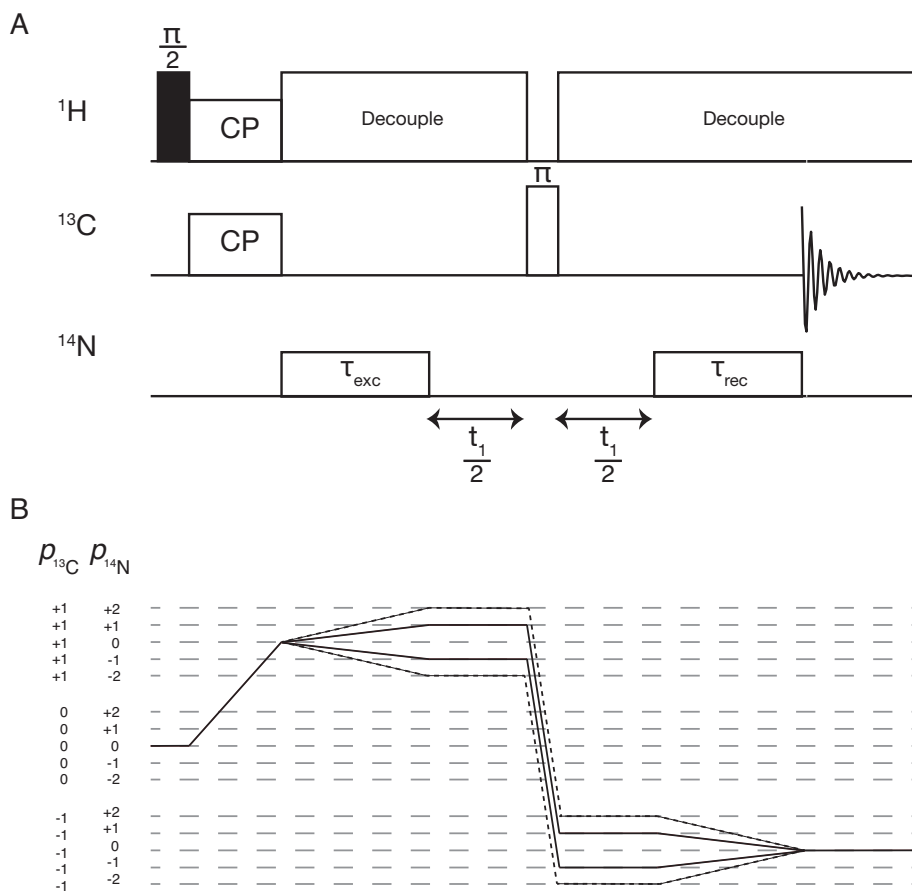 A
π
2
¹H
CP
Decouple
Decouple
π
¹³C
CP
¹⁴N
τexc
τrec
t₁
2
t₁
2
B
p₁₃C p₁₄N
+1 +2
+1 +1
+1 0
+1 -1
+1 -2
0 +2
0 +1
0 0
0 -1
0 -2
-1 +2
-1 +1
-1 0
-1 -1
-1 -2